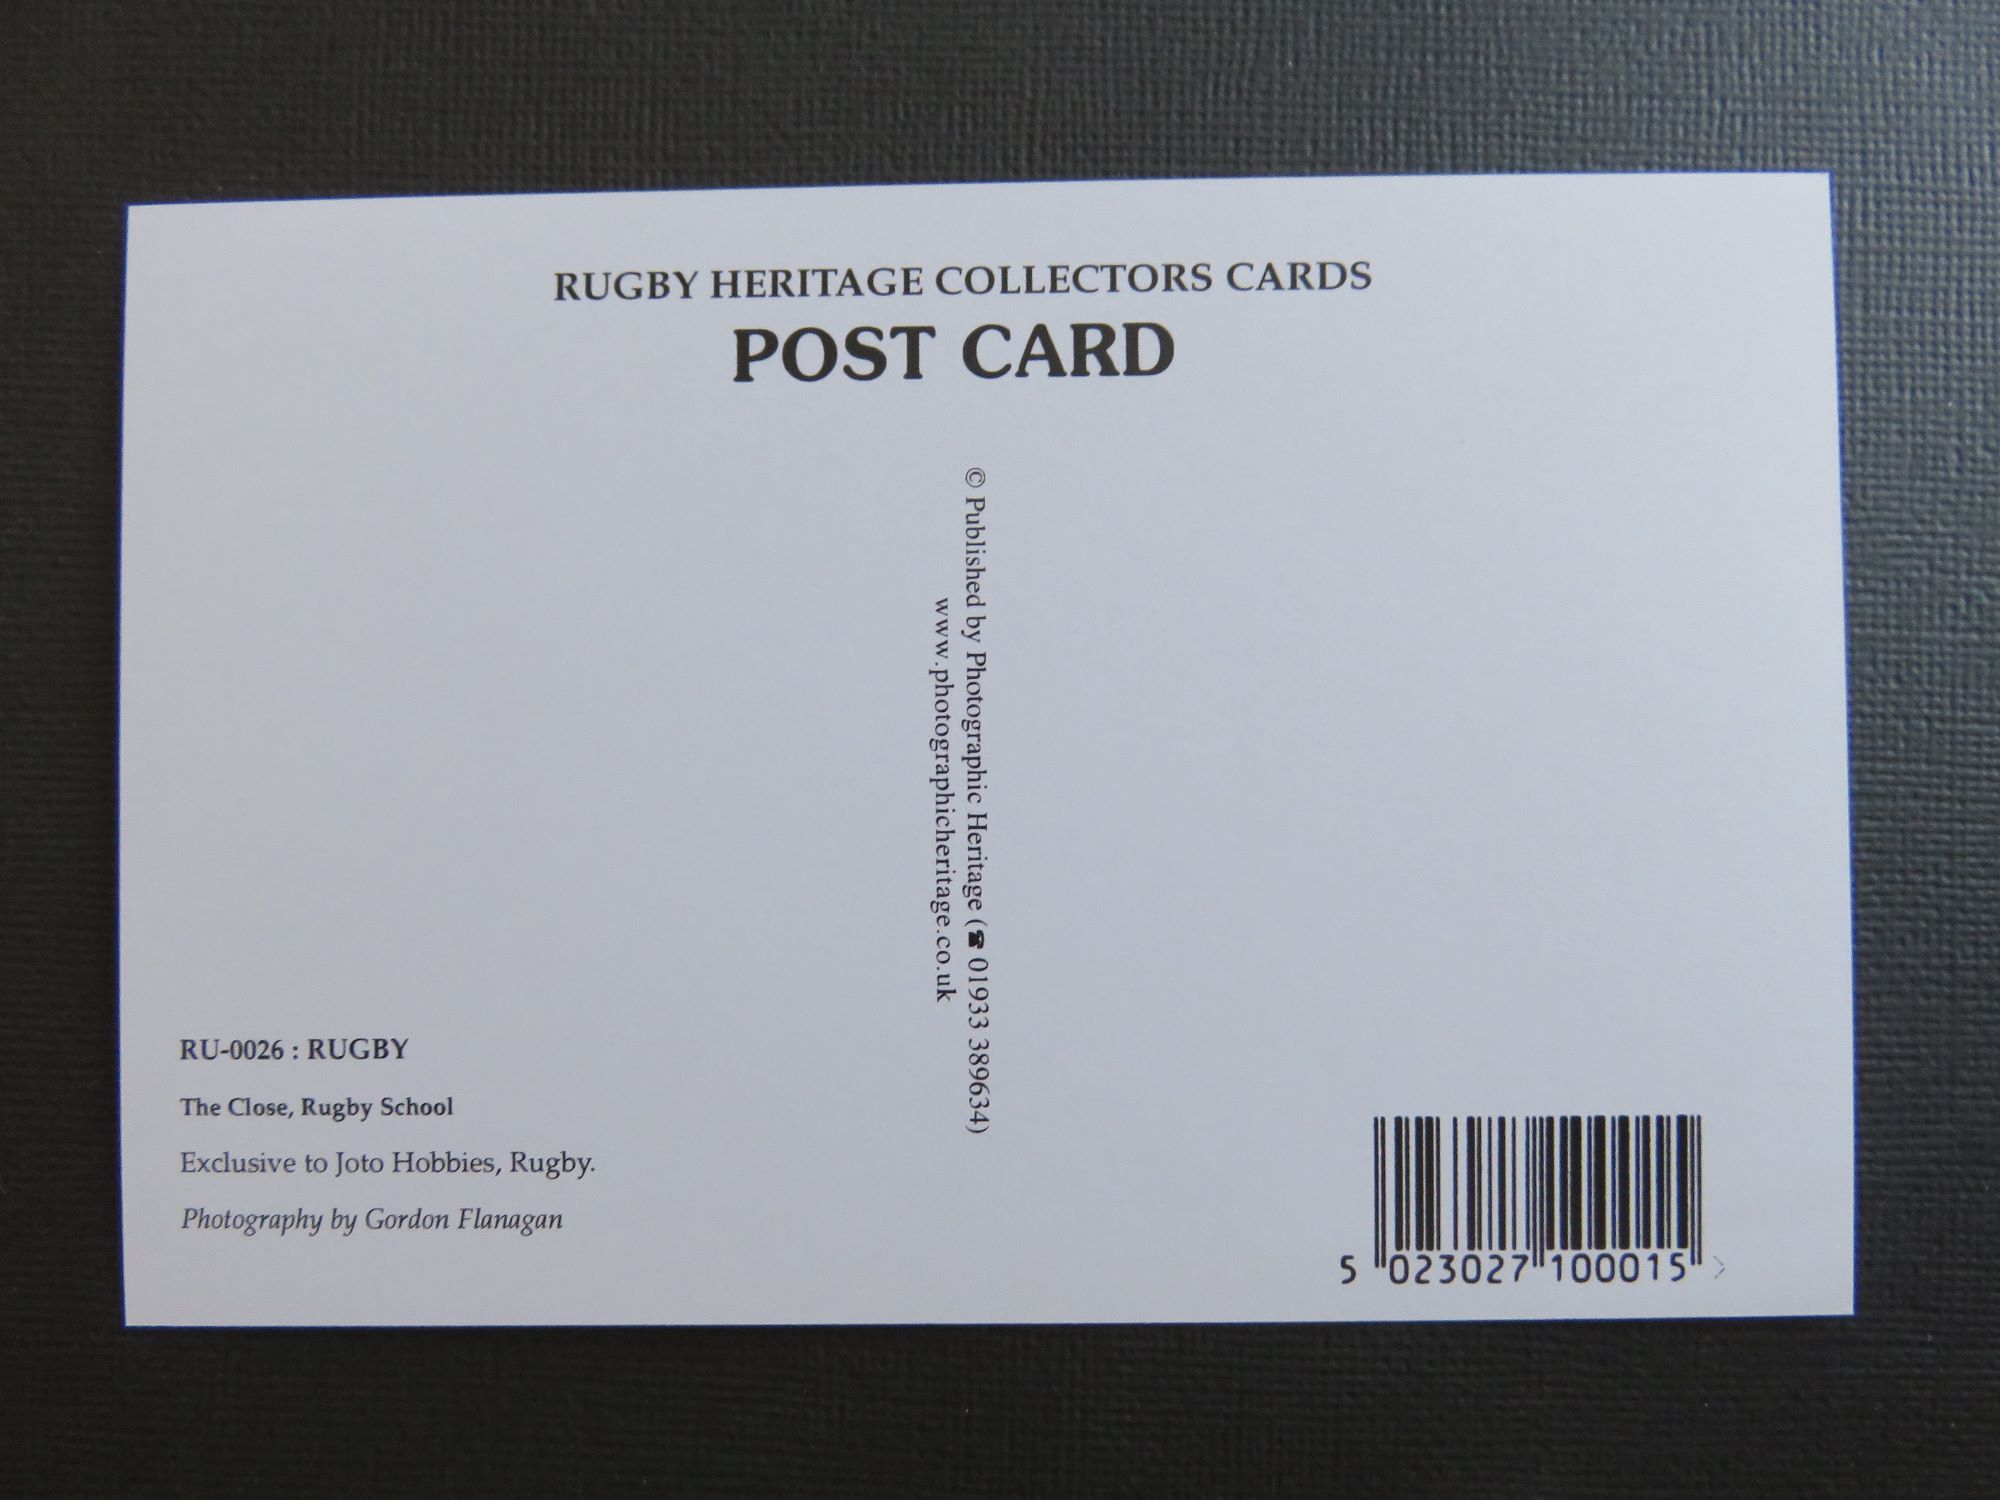 RUGBY HERITAGE COLLECTORS CARDS
POST CARD
© Published by Photographic Heritage (☎ 01933 389634)
www.photographicheritage.co.uk
RU-0026 : RUGBY
The Close, Rugby School
Exclusive to Joto Hobbies, Rugby.
Photography by Gordon Flanagan
5 023027 100015 >